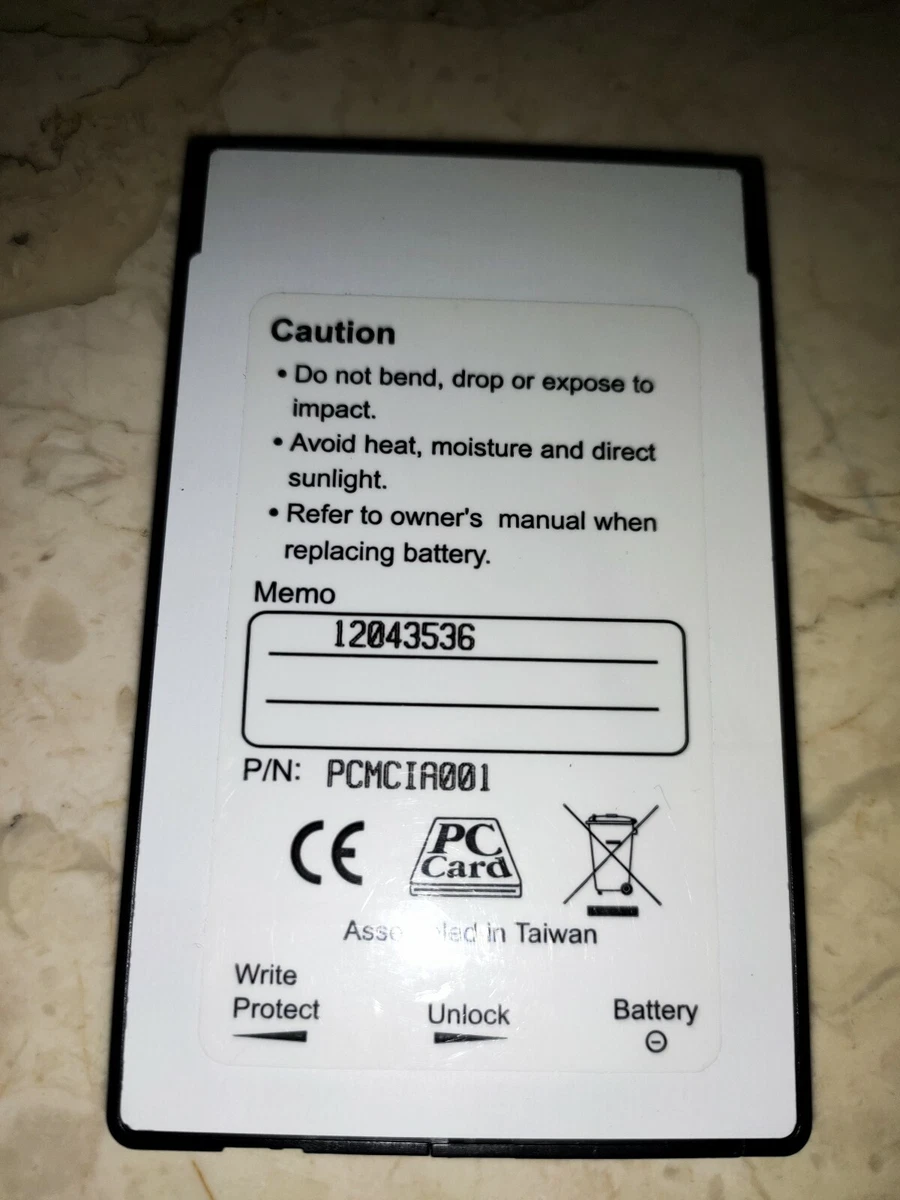 Caution
• Do not bend, drop or expose to
impact.
• Avoid heat, moisture and direct
sunlight.
• Refer to owner's manual when
replacing battery.
Memo
12043536
P/N: PCMCIA001
CE
PC
Card
in Taiwan
Write
Protect
Unlock
Battery